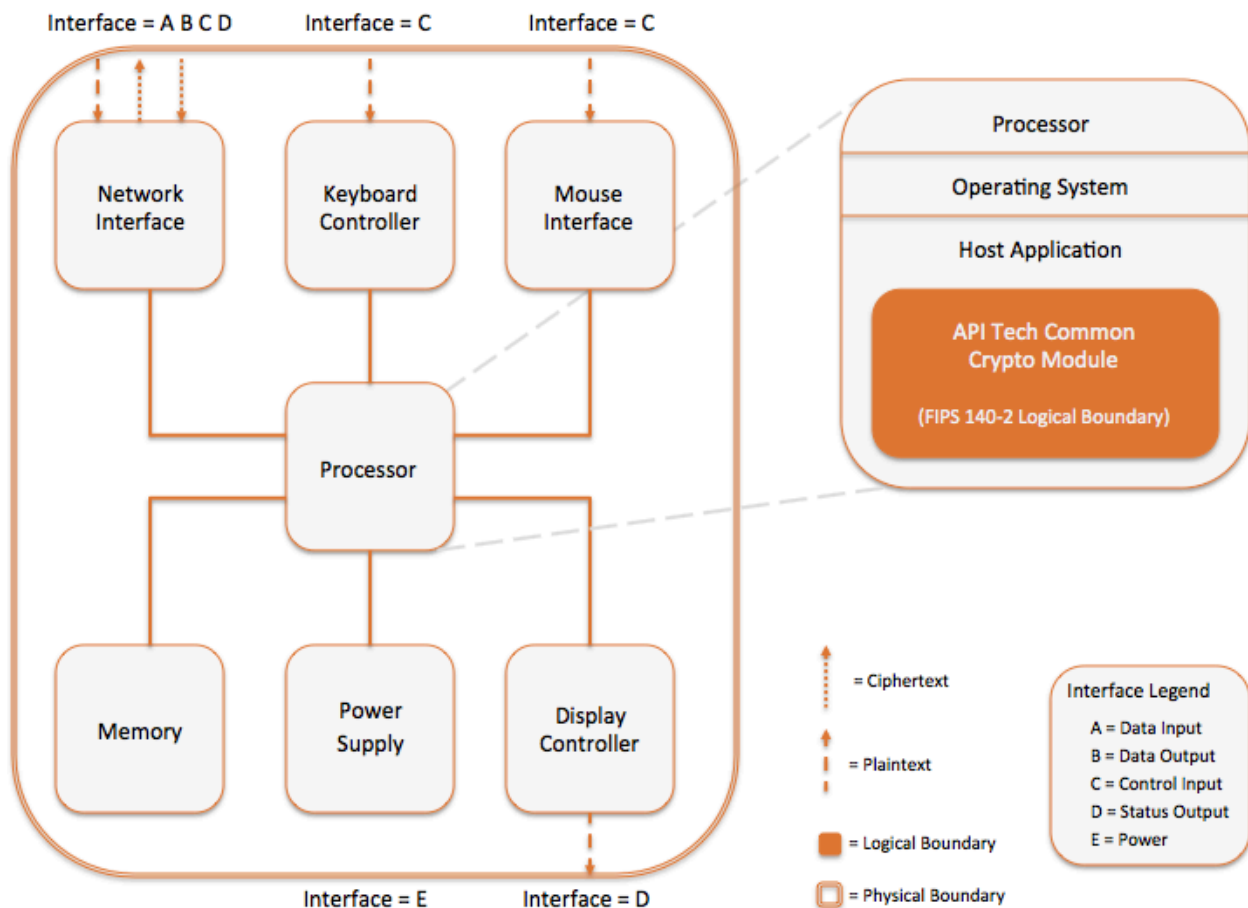 Interface = A B C D
Interface = C
Interface = C
Network
Interface
Keyboard
Controller
Mouse
Interface
Processor
Memory
Power
Supply
Display
Controller
Interface = E
Interface = D
Processor
Operating System
Host Application
API Tech Common
Crypto Module
(FIPS 140-2 Logical Boundary)
= Ciphertext
= Plaintext
= Logical Boundary
= Physical Boundary
Interface Legend
A = Data Input
B = Data Output
C = Control Input
D = Status Output
E = Power